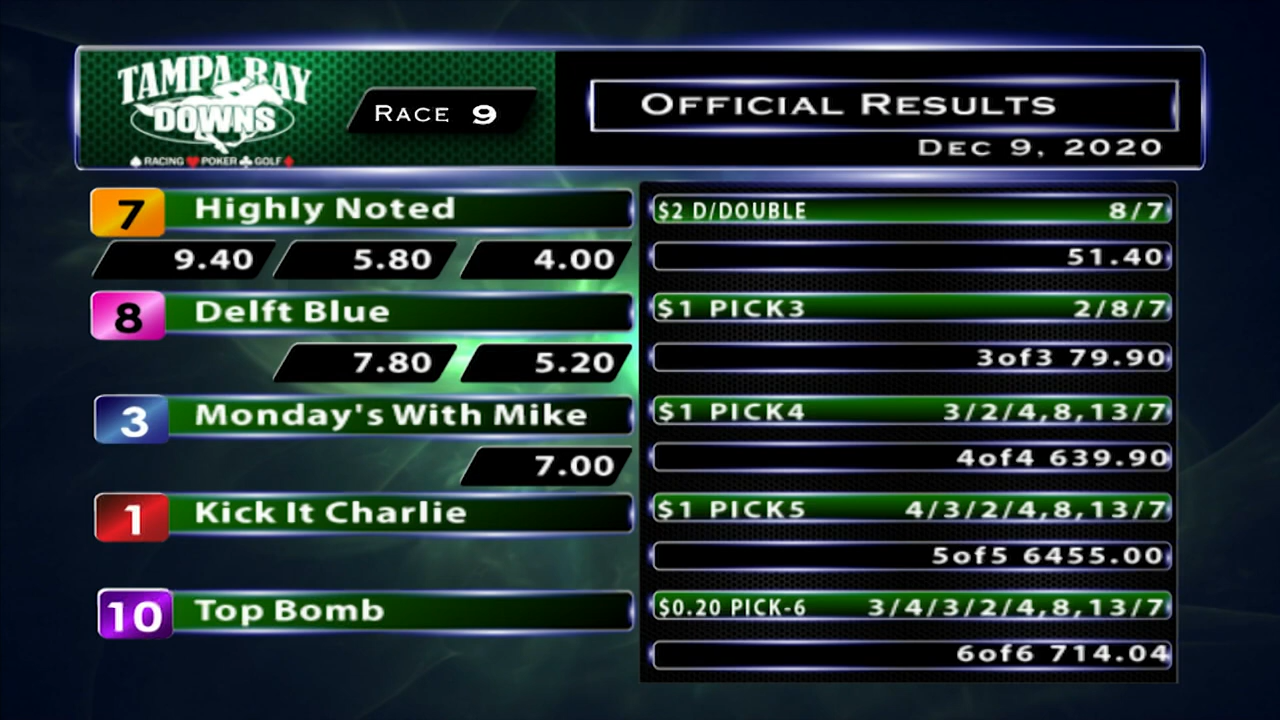 TAMPA BAY
DOWNS
RACING POKER GOLF
RACE 9
OFFICIAL RESULTS
DEC 9, 2020
7 Highly Noted
9.40 5.80 4.00
8 Delft Blue
7.80 5.20
3 Monday's With Mike
7.00
1 Kick It Charlie
10 Top Bomb
$2 D/DOUBLE 8/7
51.40
$1 PICK3 2/8/7
3of3 79.90
$1 PICK4 3/2/4,8,13/7
4of4 639.90
$1 PICK5 4/3/2/4,8,13/7
5of5 6455.00
$0.20 PICK-6 3/4/3/2/4,8,13/7
6of6 714.04